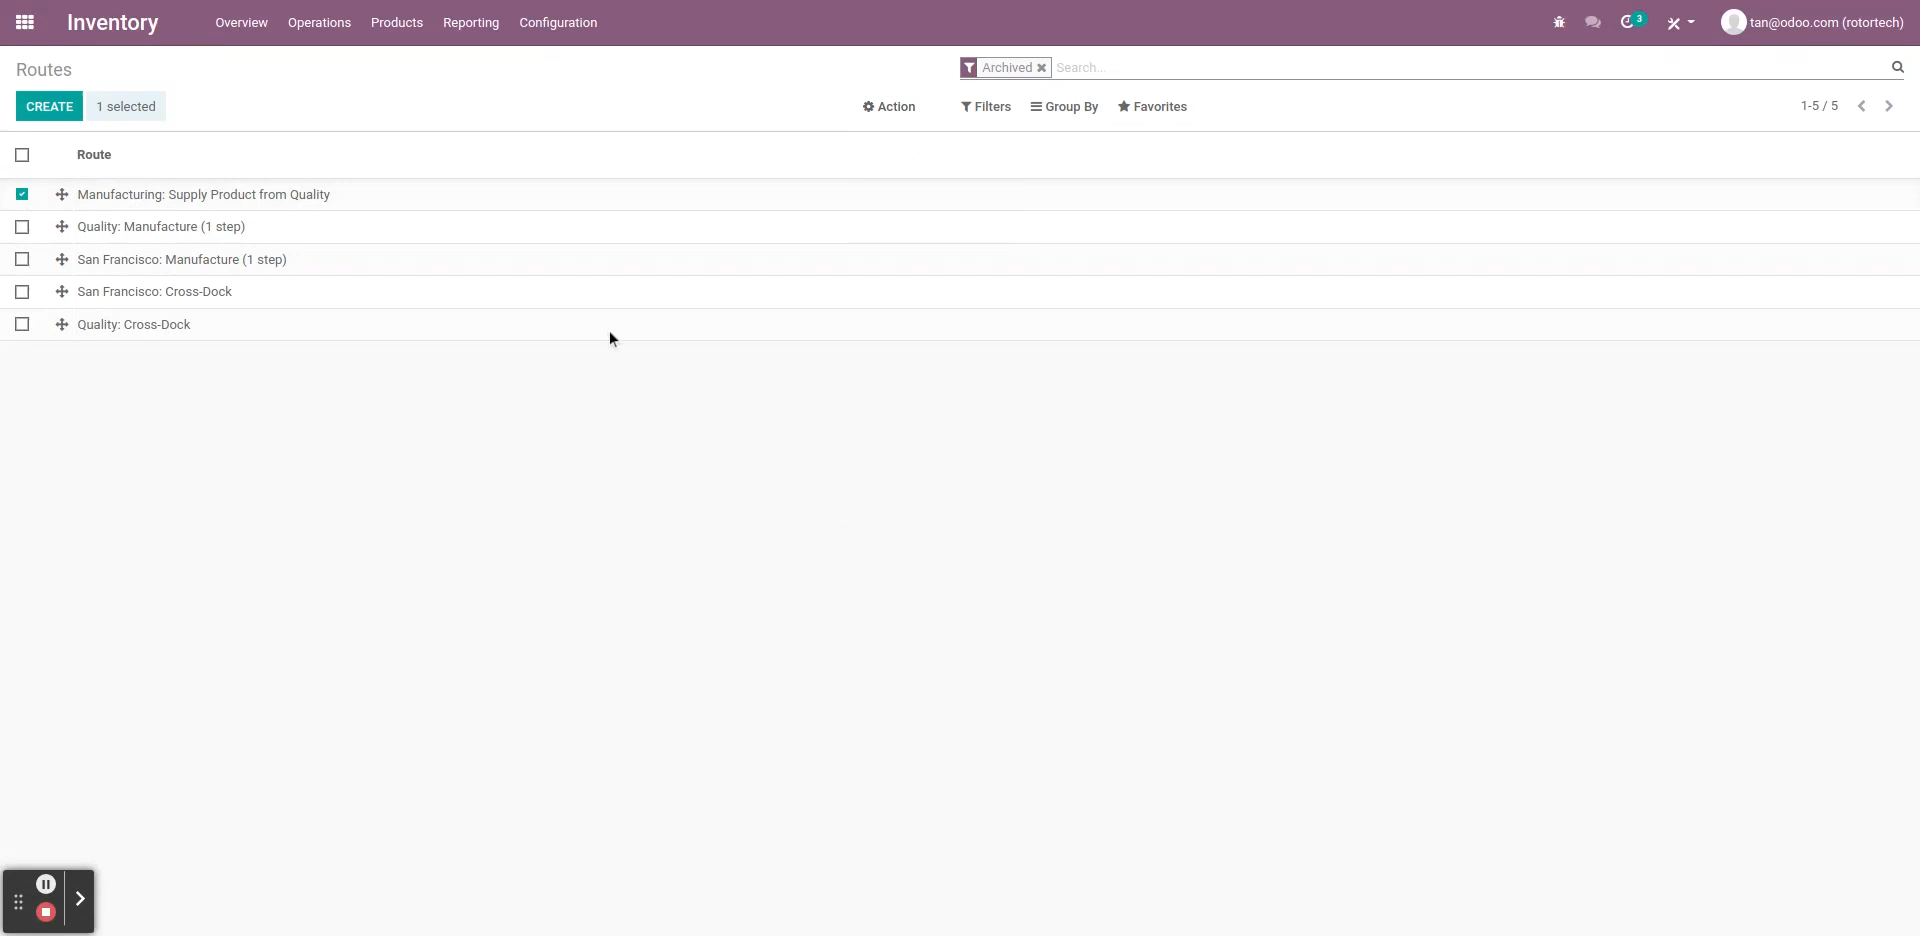 Inventory Overview Operations Products Reporting Configuration 3 tan@odoo.com (rotortech)
Routes Archived Search...
CREATE 1 selected Action Filters Group By Favorites 1-5 / 5
Route
Manufacturing: Supply Product from Quality
Quality: Manufacture (1 step)
San Francisco: Manufacture (1 step)
San Francisco: Cross-Dock
Quality: Cross-Dock